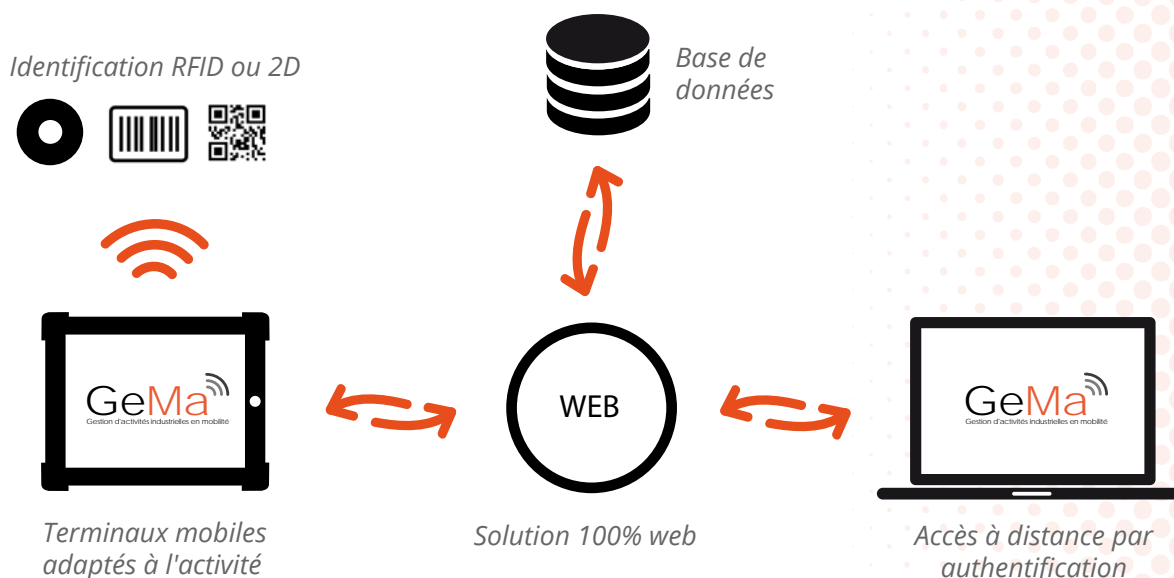 Identification RFID ou 2D
Base de
données
GeMa
Gestion d'activités industrielles en mobilité
WEB
GeMa
Gestion d'activités industrielles en mobilité
Terminaux mobiles
adaptés à l'activité
Solution 100% web
Accès à distance par
authentification